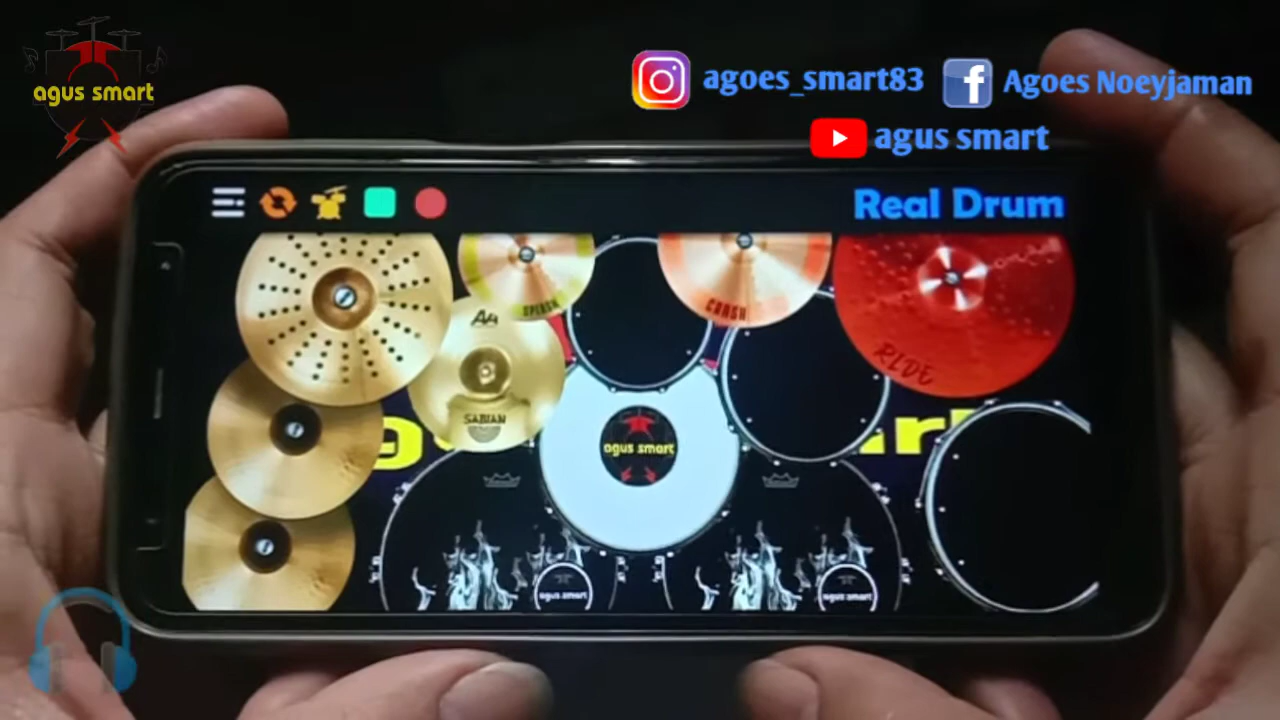 agus smart
agoes_smart83
Agoes Noeyjaman
agus smart
Real Drum
SPLASH
CRASH
AA
SABIAN
RIDE
agus smart
agus smart
agus smart